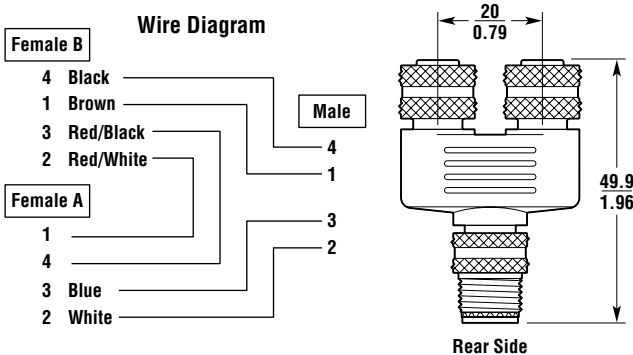 Wire Diagram
Female B
4 Black
1 Brown
3 Red/Black
2 Red/White
Female A
1
4
3 Blue
2 White
Male
4
1
3
2
20
0.79
49.9
1.96
Rear Side